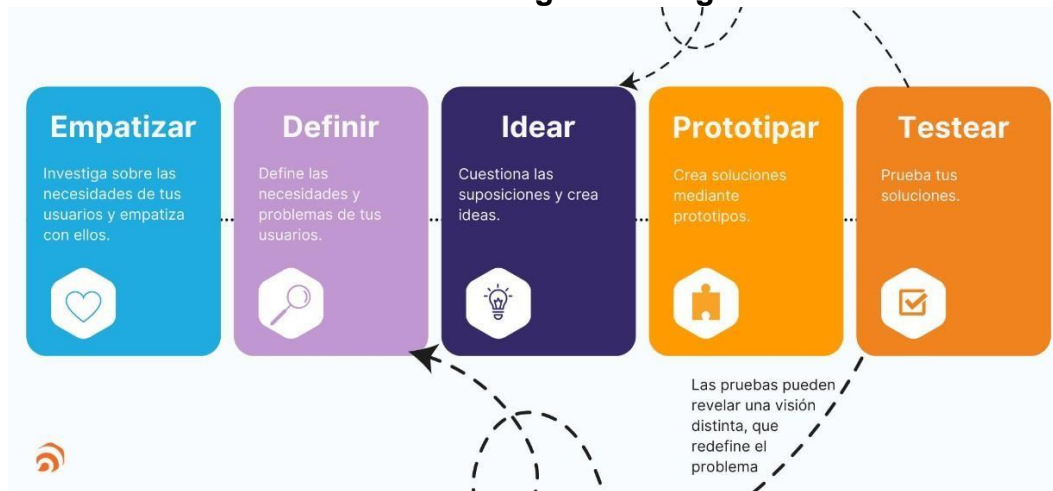 Empatizar
Investiga sobre las
necesidades de tus
usuarios y empatiza
con ellos.
Definir
Define las
necesidades y
problemas de tus
usuarios.
Idear
Cuestiona las
suposiciones y crea
ideas.
Prototipar
Crea soluciones
mediante
prototipos.
Testear
Prueba tus
soluciones.
Las pruebas pueden
revelar una visión
distinta, que
redefine el
problema